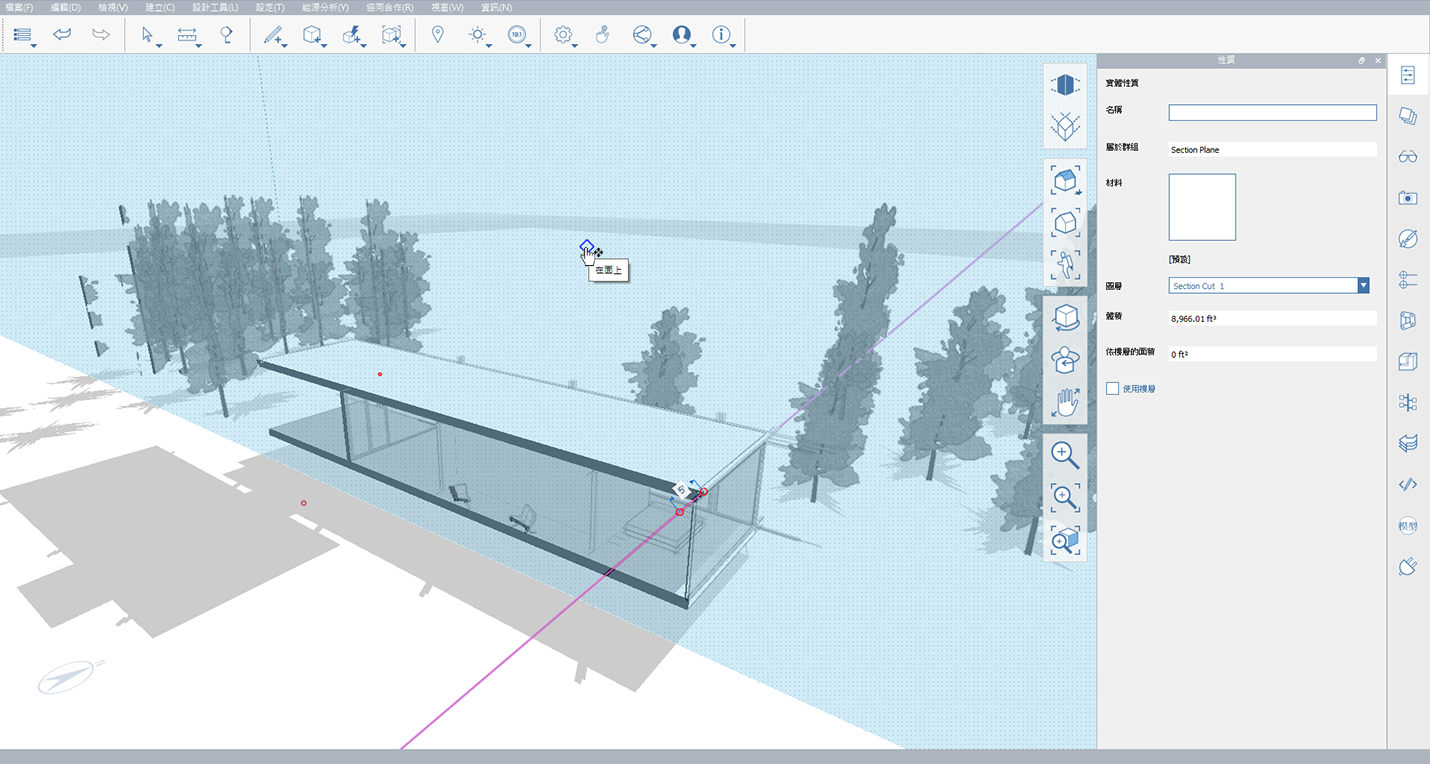 檔案(F) 編輯(D) 檢視(V) 建立(C) 設計工具(L) 設定(T) 能源分析(Y) 協同合作(R) 視窗(W) 資訊(N)
193
性質
實體性質
名稱
屬於群組 Section Plane
材料
[預設]
圖層 Section Cut 1
體積 8,966.01 ft³
依樓層的面積 0 ft²
使用樓層
在面上
5'
模型